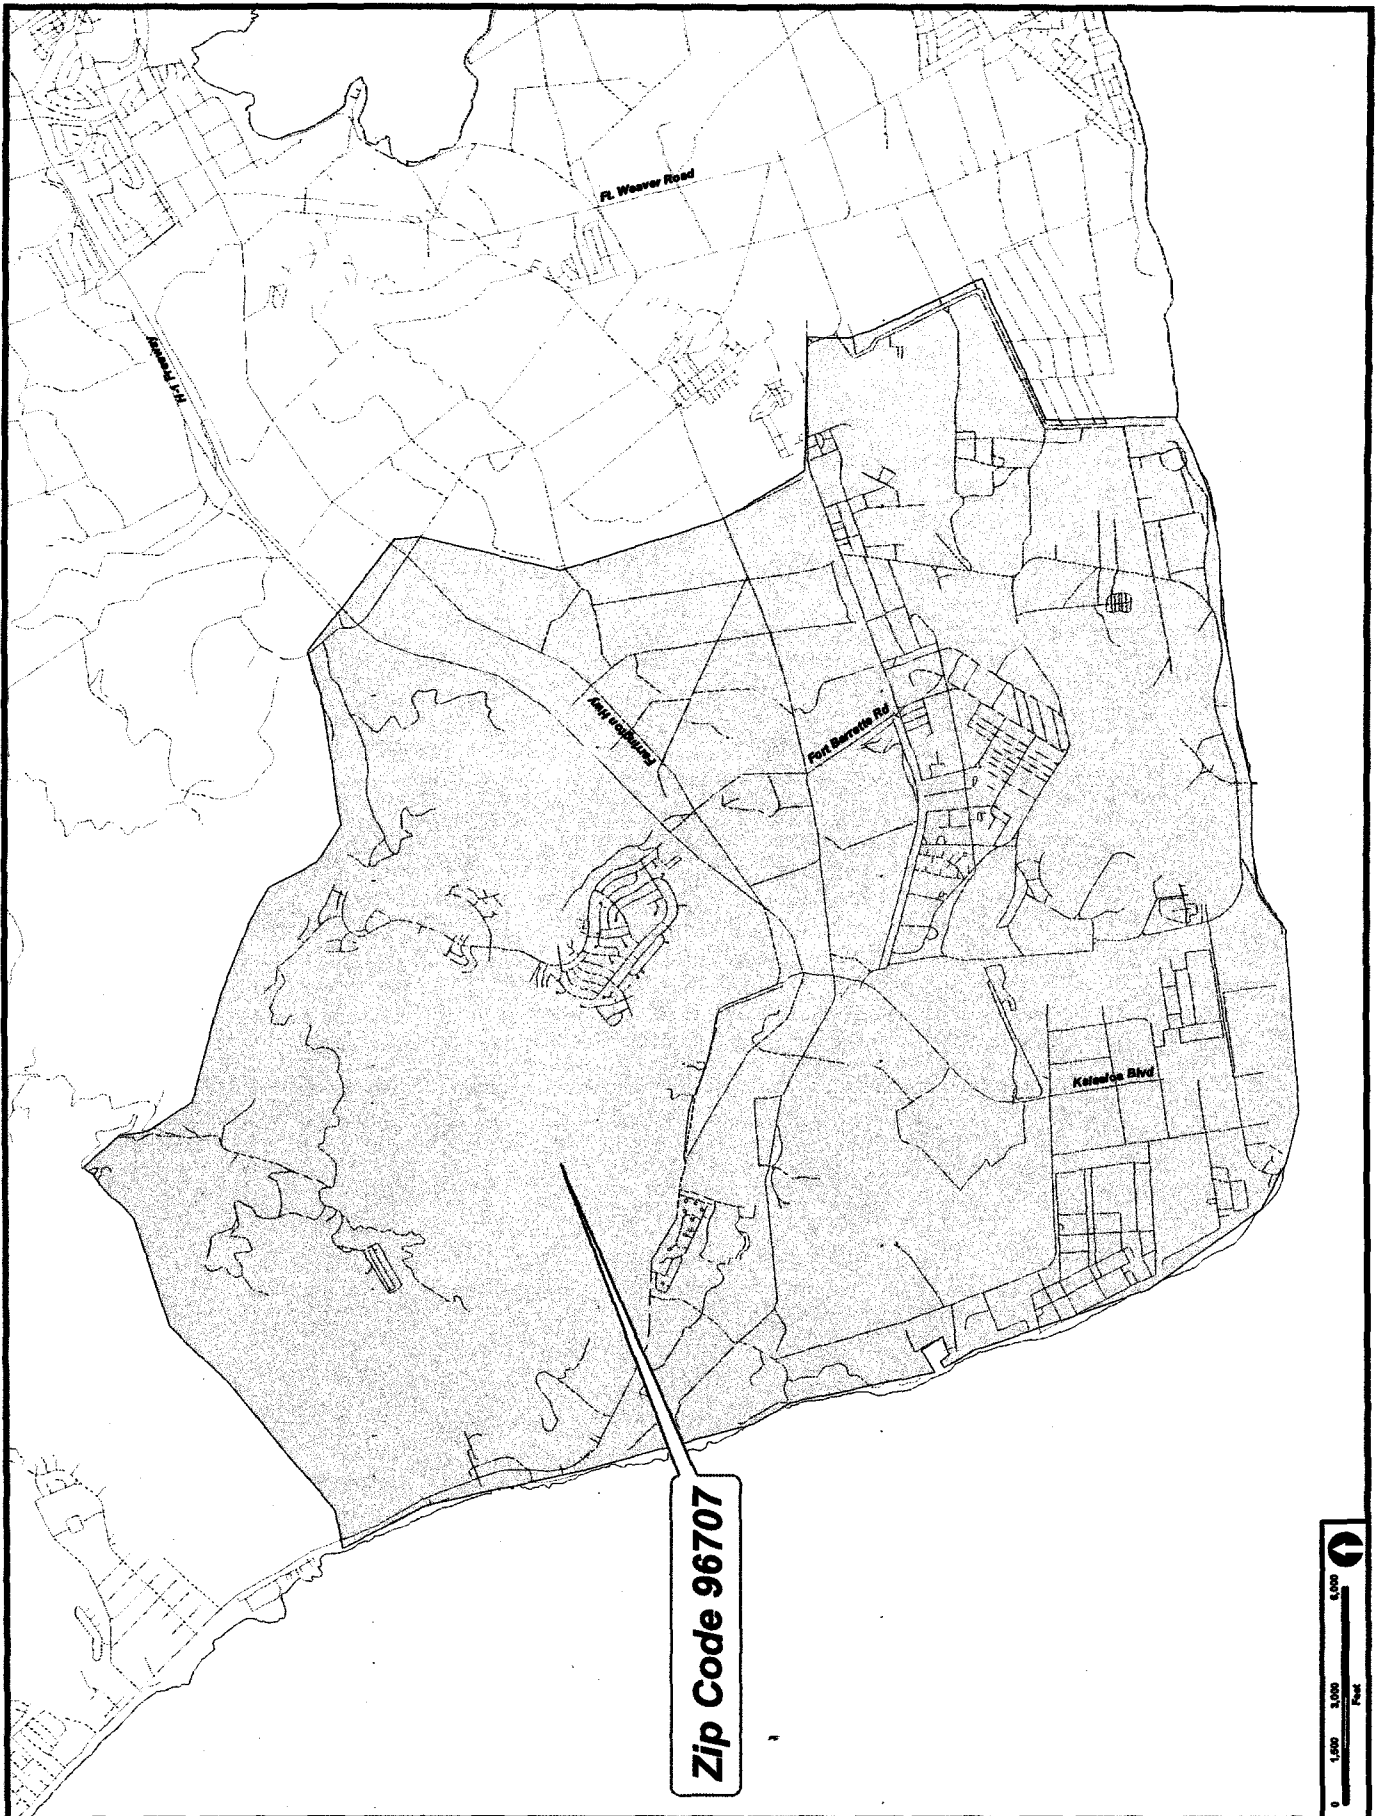 H-1 Freeway
Ft. Weaver Road
Farrington Hwy
Fort Barrette Rd
Kalaeloa Blvd
Zip Code 96707
0 1,500 3,000 6,000
Feet